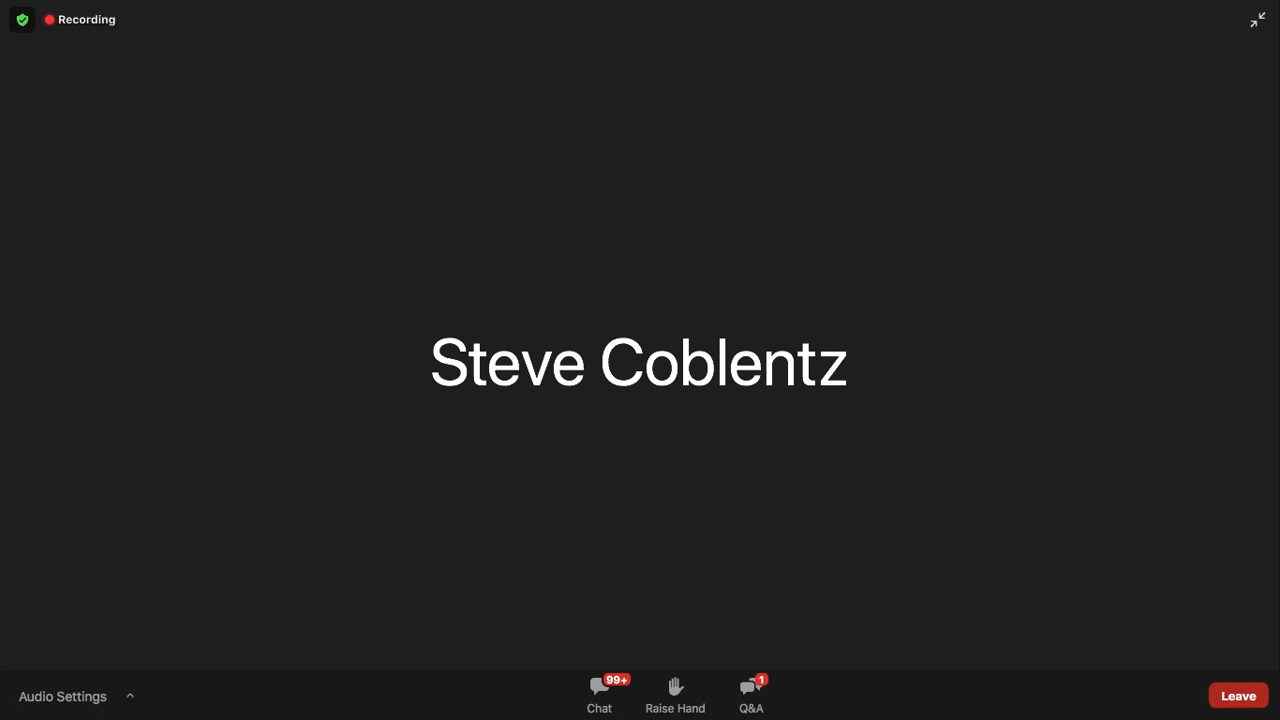 Recording
Steve Coblentz
Audio Settings
99+
Chat
Raise Hand
1
Q&A
Leave